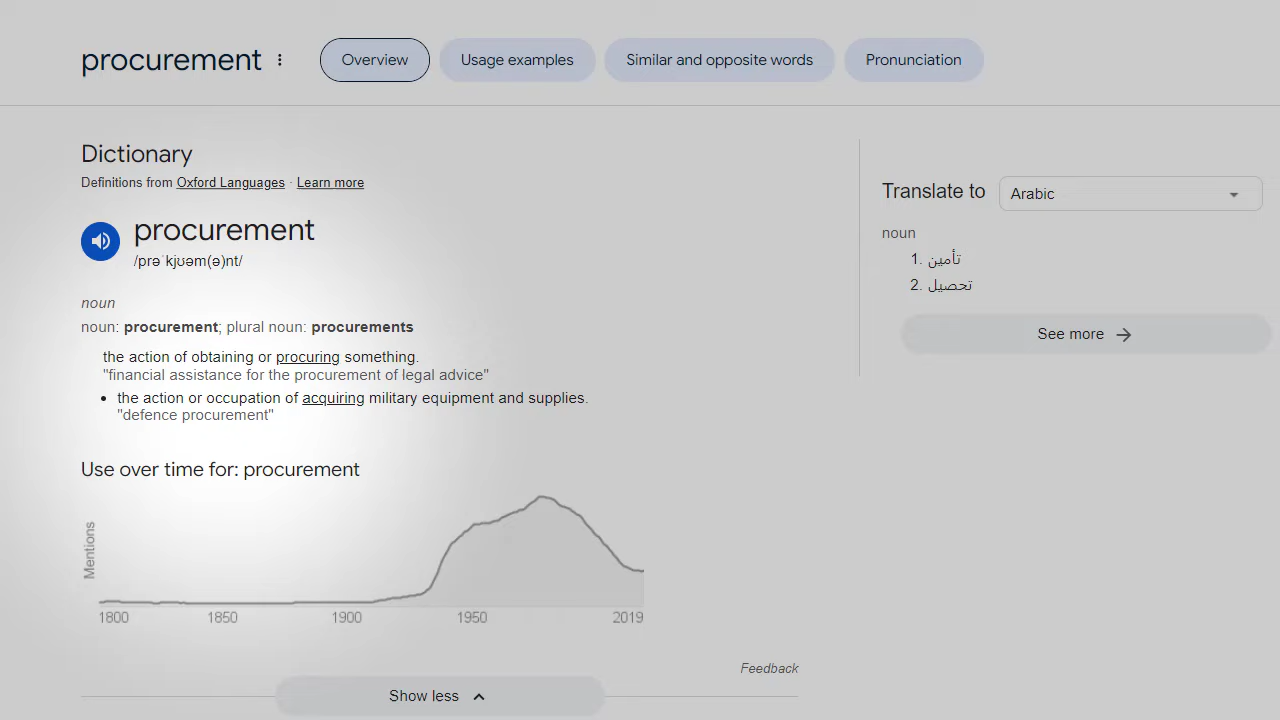 procurement
Overview
Usage examples
Similar and opposite words
Pronunciation
Dictionary
Definitions from Oxford Languages · Learn more
procurement
/prəˈkjʊəm(ə)nt/
noun
noun: procurement; plural noun: procurements
the action of obtaining or procuring something.
"financial assistance for the procurement of legal advice"
• the action or occupation of acquiring military equipment and supplies.
"defence procurement"
Use over time for: procurement
Mentions
1800 1850 1900 1950 2019
Feedback
Show less
Translate to Arabic
noun
1. تأمين
2. تحصيل
See more